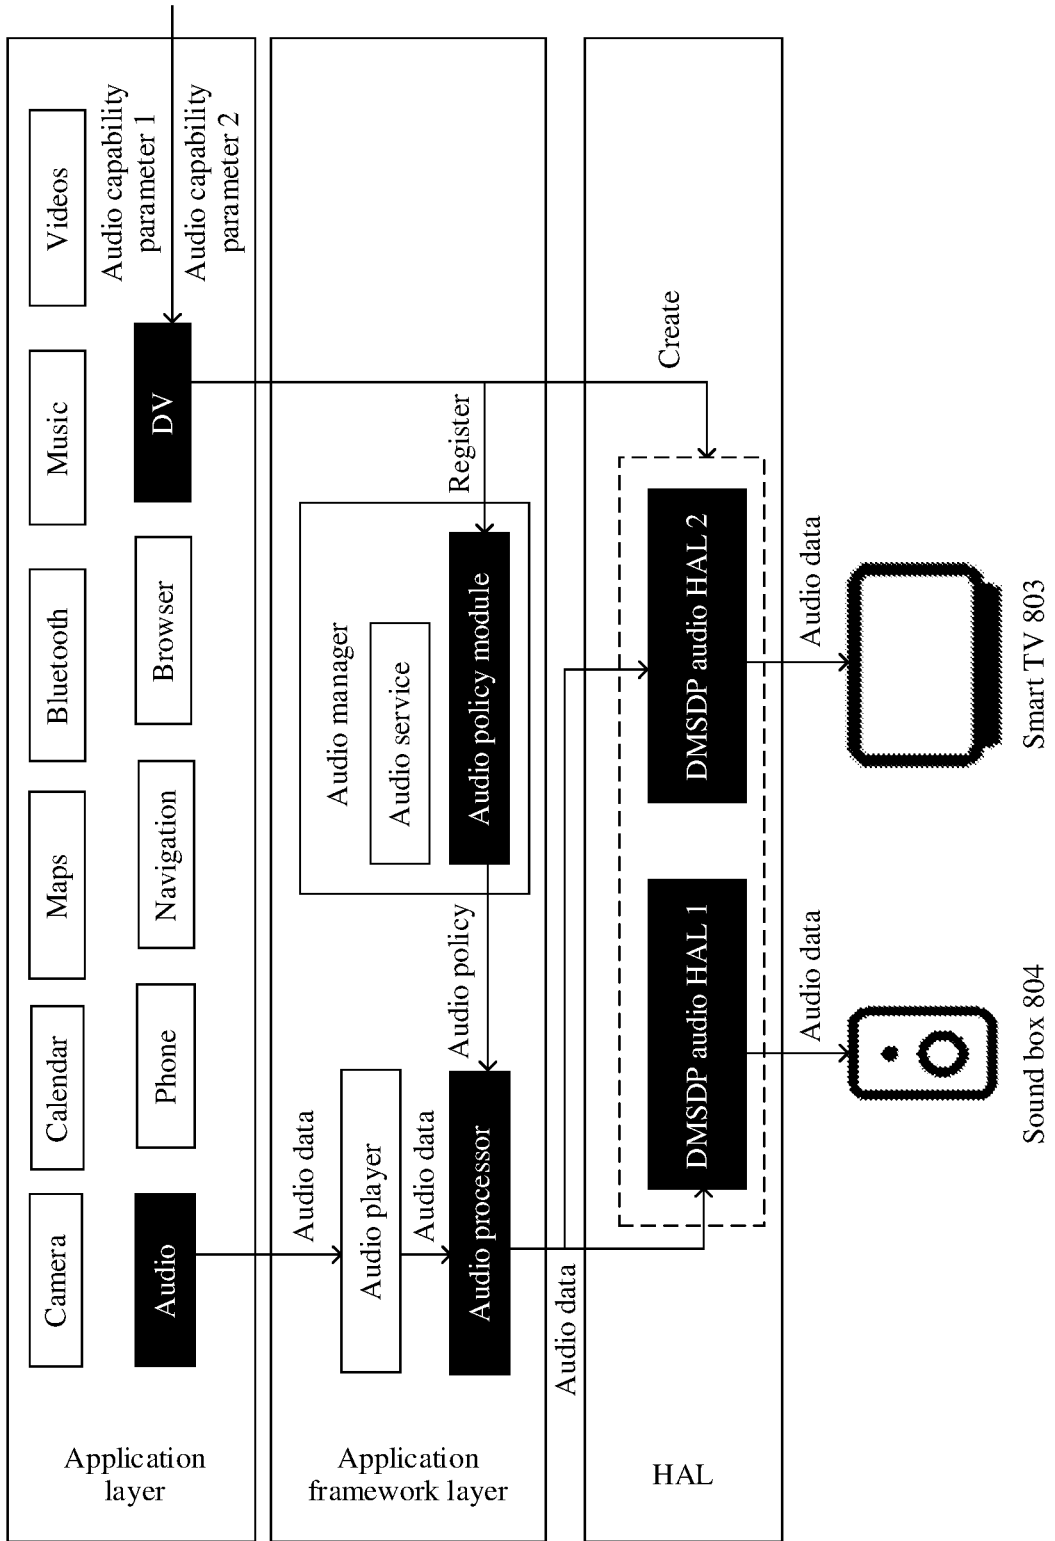 Application
layer
Camera
Calendar
Maps
Bluetooth
Music
Videos
Audio
Phone
Navigation
Browser
DV
Audio capability
parameter 1
Audio capability
parameter 2
Application
framework layer
Audio data
Audio player
Audio data
Audio processor
Audio policy
Audio manager
Audio service
Audio policy module
Register
Create
Audio data
HAL
DMSDP audio HAL 1
DMSDP audio HAL 2
Audio data
Audio data
Sound box 804
Smart TV 803